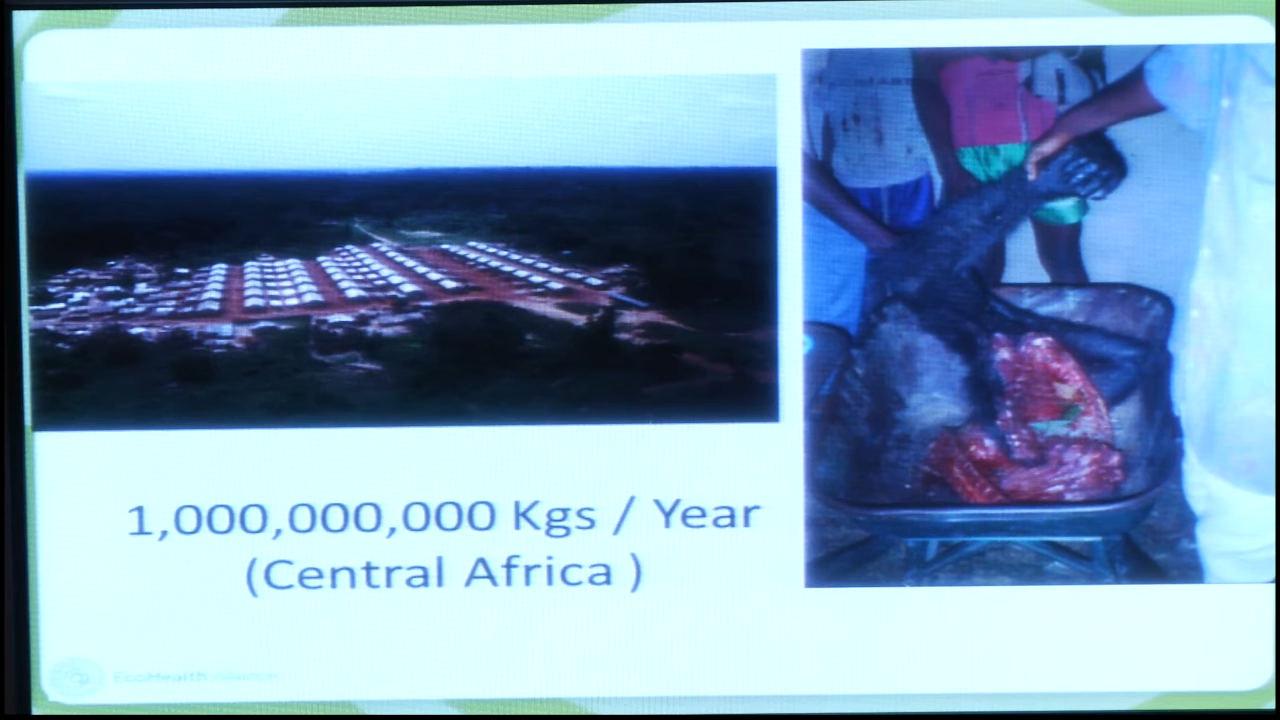 1,000,000,000 Kgs / Year
(Central Africa )
EcoHealth Alliance